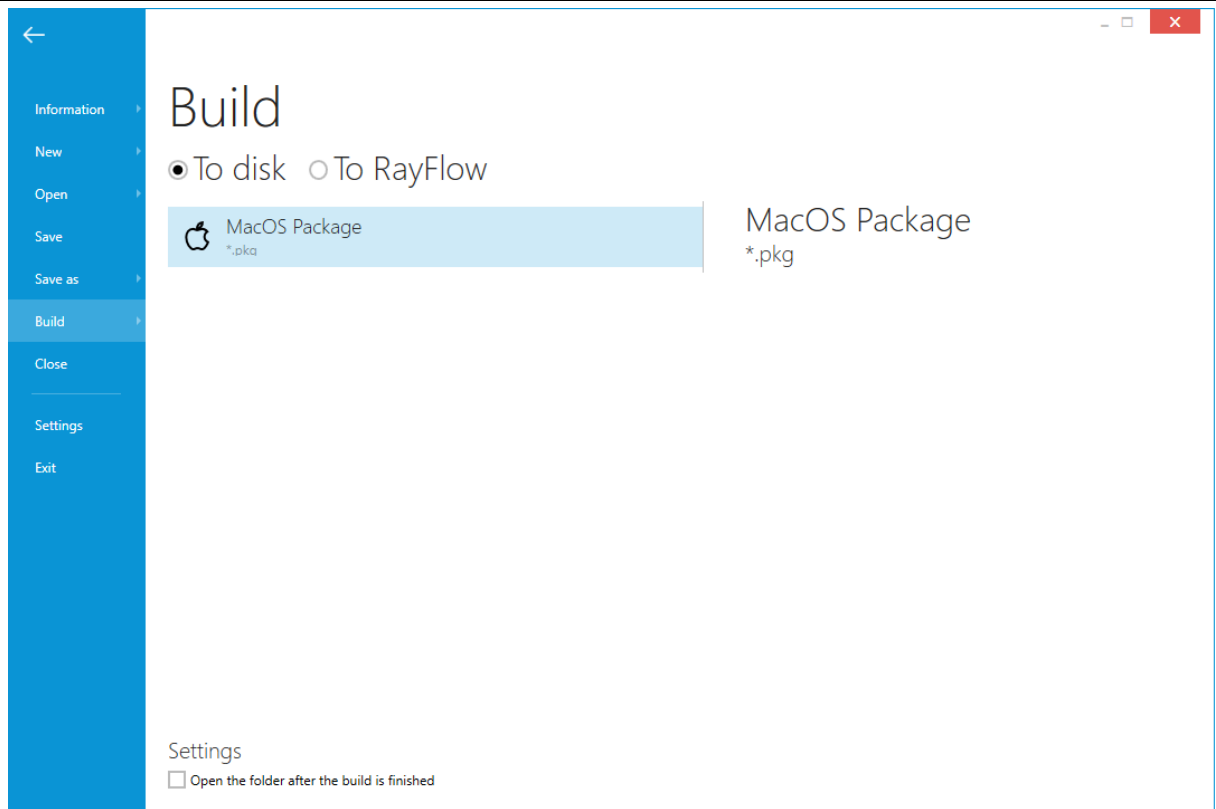 Information
New
Open
Save
Save as
Build
Close
Settings
Exit
Build
To disk To RayFlow
MacOS Package
*.pkg
MacOS Package
*.pkg
Settings
Open the folder after the build is finished